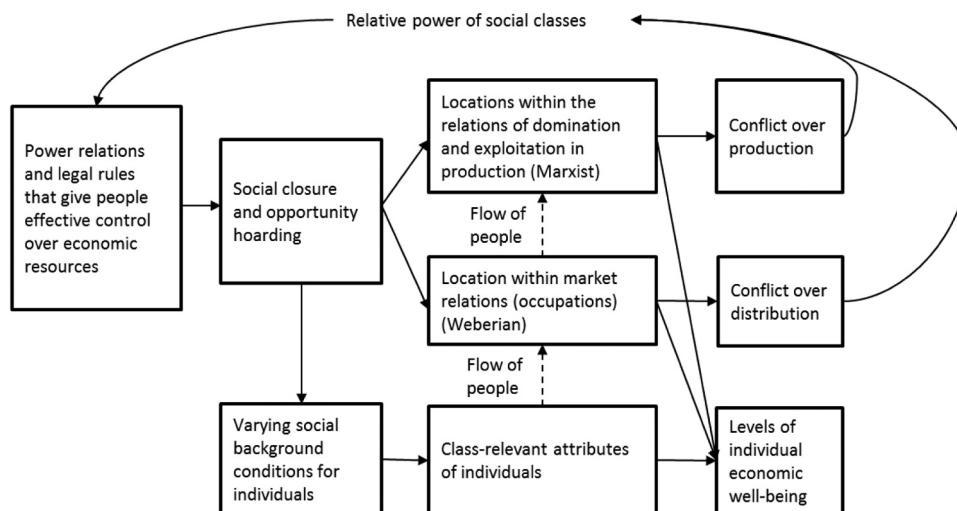 Relative power of social classes
Power relations
and legal rules
that give people
effective control
over economic
resources
Social closure
and opportunity
hoarding
Locations within the
relations of domination
and exploitation in
production (Marxist)
Conflict over
production
Flow of
people
Location within market
relations (occupations)
(Weberian)
Conflict over
distribution
Flow of
people
Varying social
background
conditions for
individuals
Class-relevant attributes
of individuals
Levels of
individual
economic
well-being